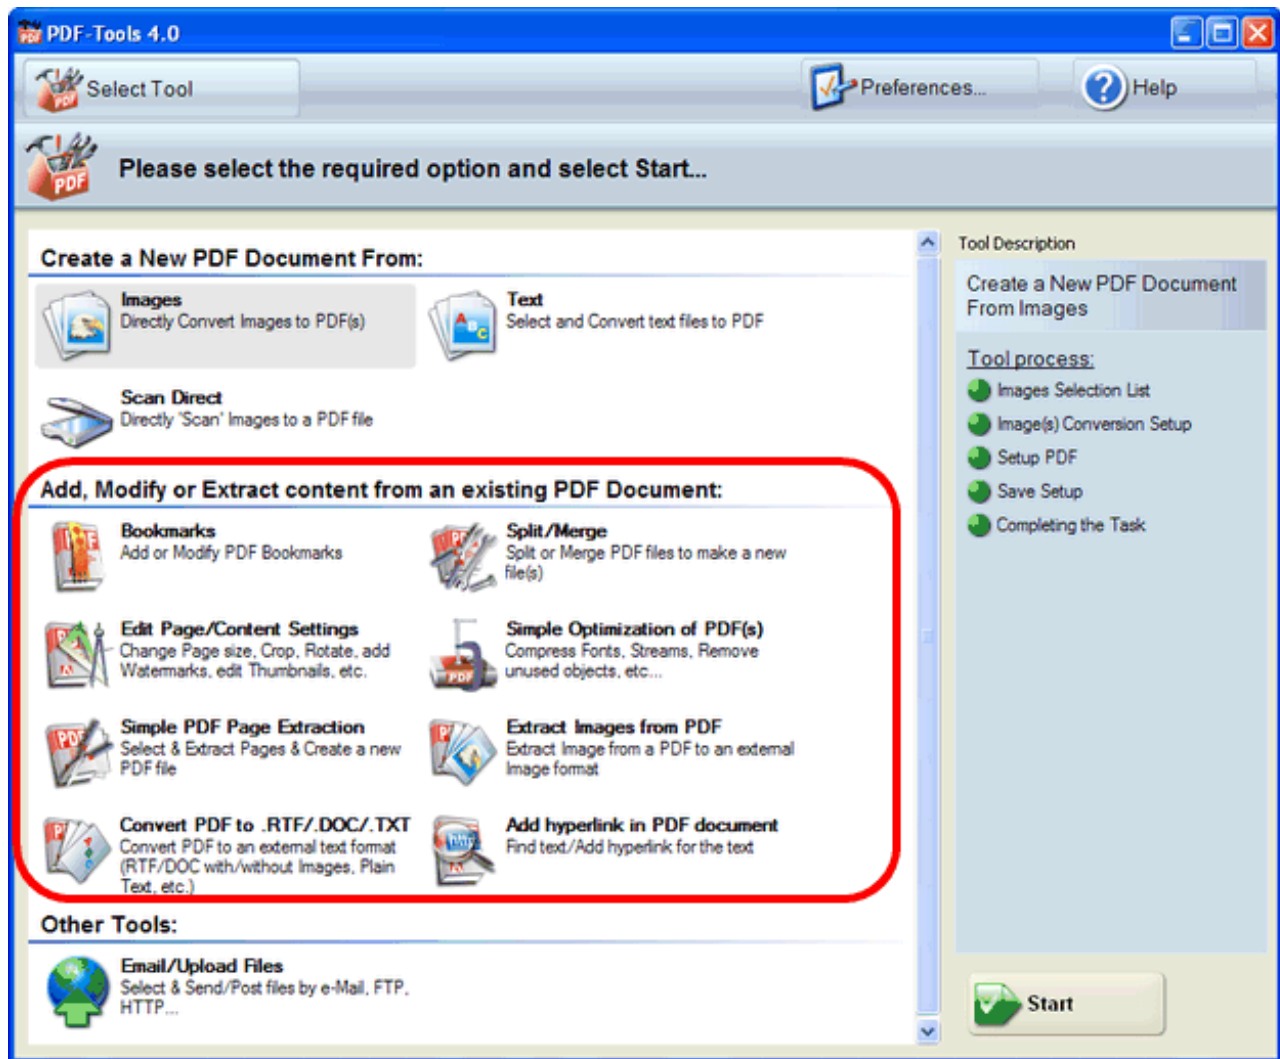 PDF-Tools 4.0
Select Tool
Preferences...
Help
Please select the required option and select Start...
Create a New PDF Document From:
Images
Directly Convert Images to PDF(s)
Text
Select and Convert text files to PDF
Scan Direct
Directly 'Scan' Images to a PDF file
Add, Modify or Extract content from an existing PDF Document:
Bookmarks
Add or Modify PDF Bookmarks
Split/Merge
Split or Merge PDF files to make a new
file(s)
Edit Page/Content Settings
Change Page size, Crop, Rotate, add
Watermarks, edit Thumbnails, etc.
Simple Optimization of PDF(s)
Compress Fonts, Streams, Remove
unused objects, etc...
Simple PDF Page Extraction
Select & Extract Pages & Create a new
PDF file
Extract Images from PDF
Extract Image from a PDF to an external
Image format
Convert PDF to .RTF/.DOC/.TXT
Convert PDF to an external text format
(RTF/DOC with/without Images, Plain
Text, etc.)
Add hyperlink in PDF document
Find text/Add hyperlink for the text
Other Tools:
Email/Upload Files
Select & Send/Post files by e-Mail, FTP,
HTTP...
Tool Description
Create a New PDF Document
From Images
Tool process:
Images Selection List
Image(s) Conversion Setup
Setup PDF
Save Setup
Completing the Task
Start